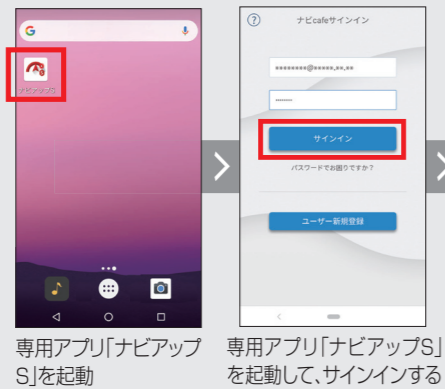 G
ナビアップS
専用アプリ「ナビアップ
S」を起動
?
ナビcafeサインイン
********@*****.**.**
サインイン
パスワードでお困りですか?
ユーザー新規登録
専用アプリ「ナビアップS」
を起動して、サインインする